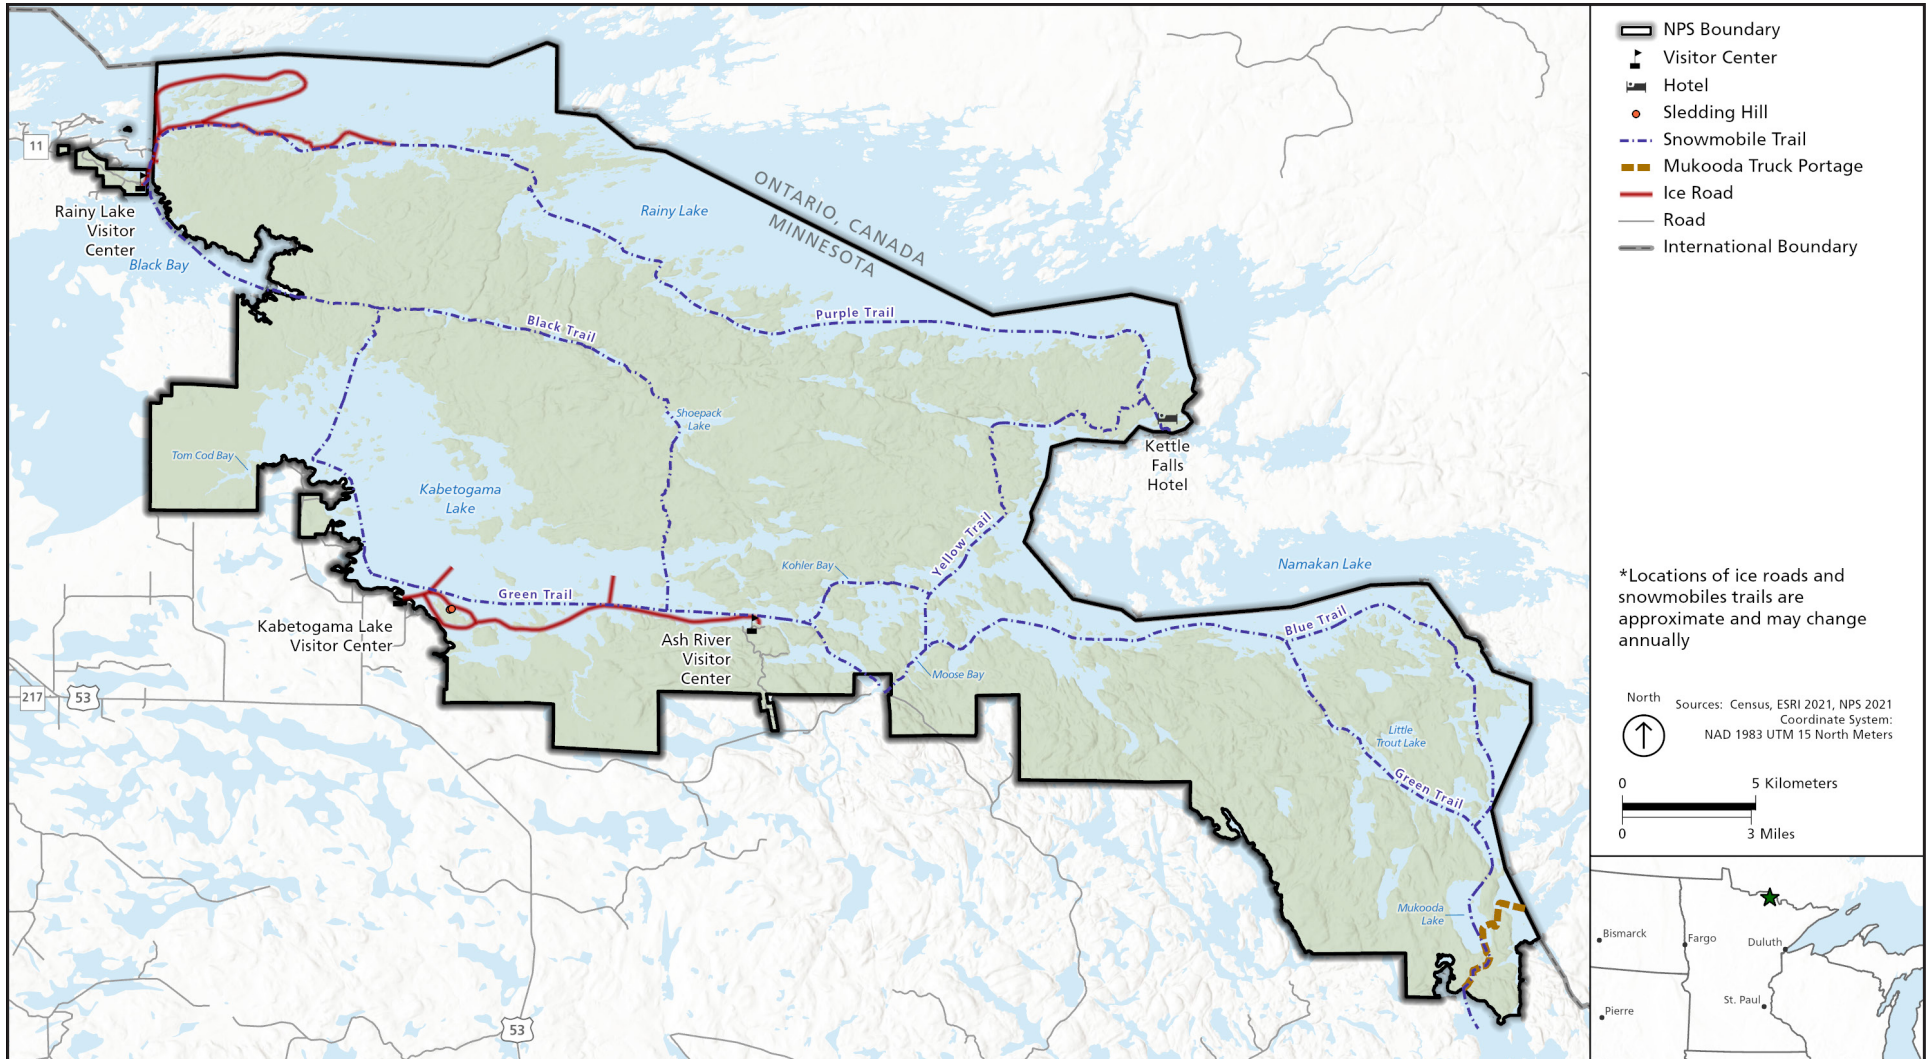 NPS Boundary
Visitor Center
Hotel
Sledding Hill
Snowmobile Trail
Mukooda Truck Portage
Ice Road
Road
International Boundary
*Locations of ice roads and
snowmobiles trails are
approximate and may change
annually
North
Sources: Census, ESRI 2021, NPS 2021
Coordinate System:
NAD 1983 UTM 15 North Meters
0
5 Kilometers
0
3 Miles
Bismarck
Fargo
Duluth
St. Paul
Pierre
11
Rainy Lake
Visitor
Center
Black Bay
ONTARIO, CANADA
MINNESOTA
Rainy Lake
Purple Trail
Black Trail
Shoepack
Lake
Tom Cod Bay
Kabetogama
Lake
Kettle
Falls
Hotel
Yellow Trail
Kohler Bay
Namakan Lake
Green Trail
Blue Trail
Kabetogama Lake
Visitor Center
Ash River
Visitor
Center
Moose Bay
217
53
Little
Trout Lake
Green Trail
Mukooda
Lake
53